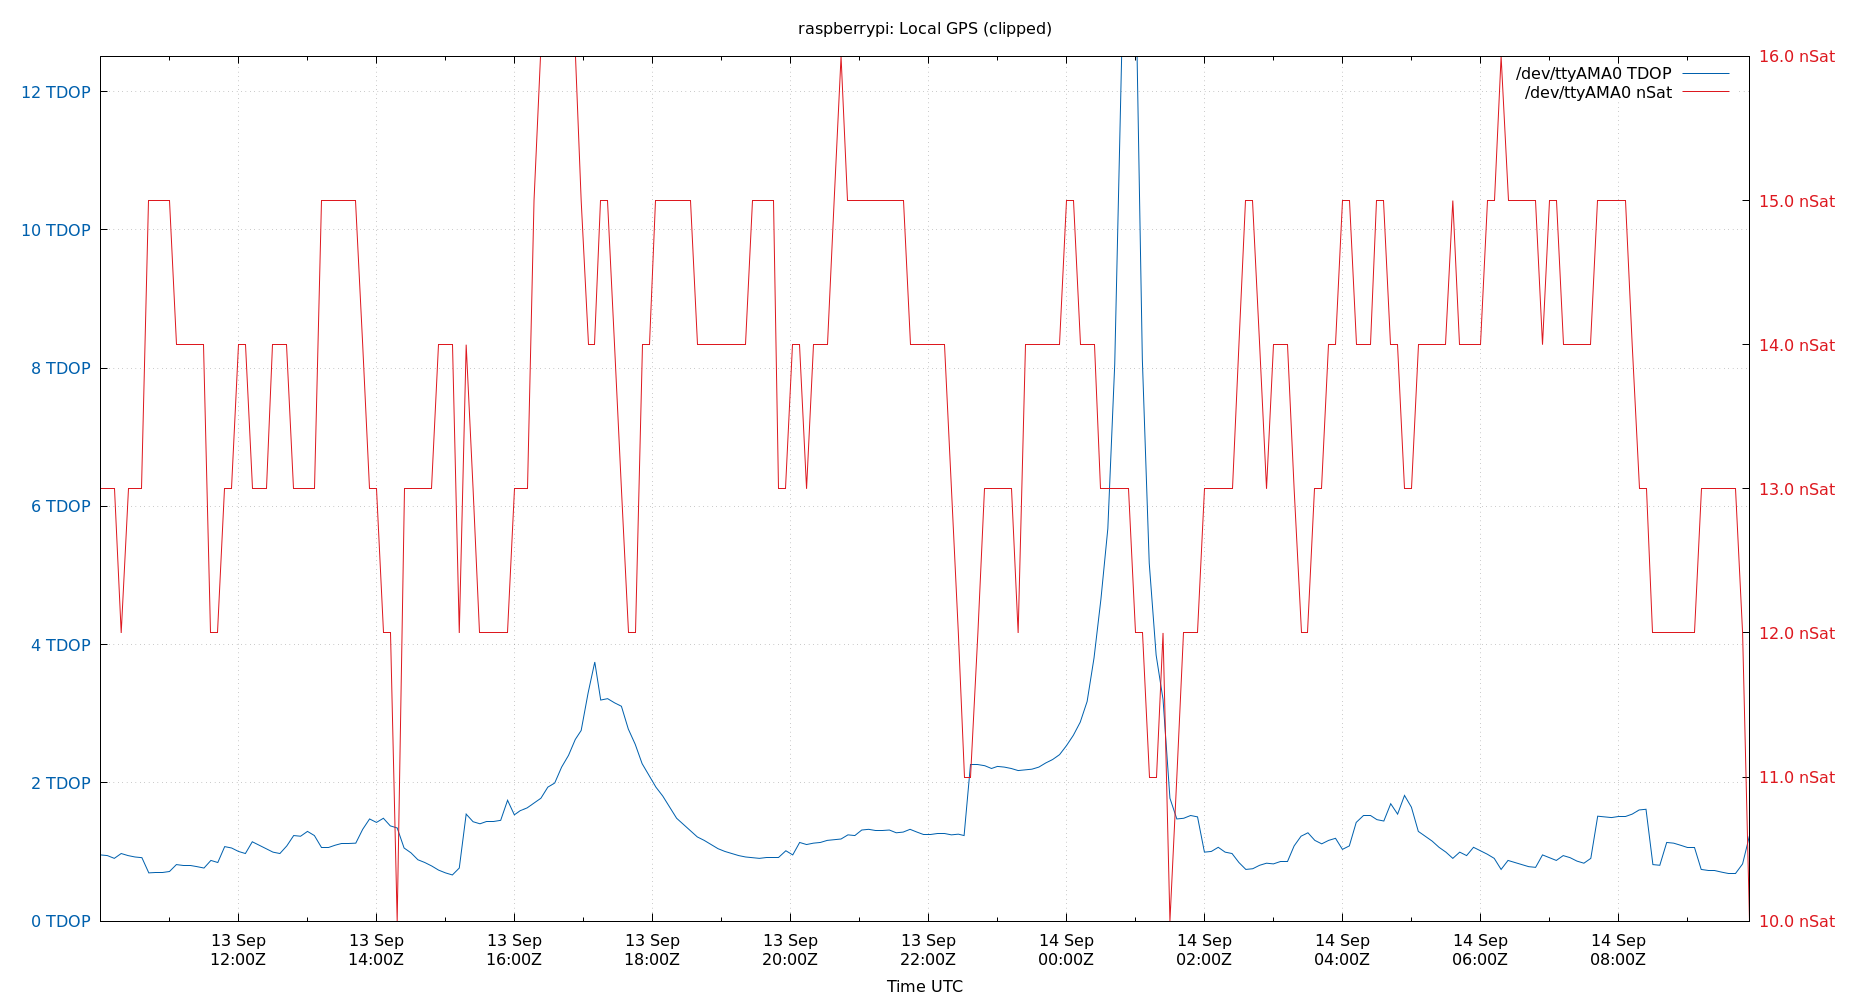 raspberrypi: Local GPS (clipped)
/dev/ttyAMA0 TDOP
/dev/ttyAMA0 nSat
12 TDOP
10 TDOP
8 TDOP
6 TDOP
4 TDOP
2 TDOP
0 TDOP
16.0 nSat
15.0 nSat
14.0 nSat
13.0 nSat
12.0 nSat
11.0 nSat
10.0 nSat
13 Sep
12:00Z
13 Sep
14:00Z
13 Sep
16:00Z
13 Sep
18:00Z
13 Sep
20:00Z
13 Sep
22:00Z
14 Sep
00:00Z
14 Sep
02:00Z
14 Sep
04:00Z
14 Sep
06:00Z
14 Sep
08:00Z
Time UTC